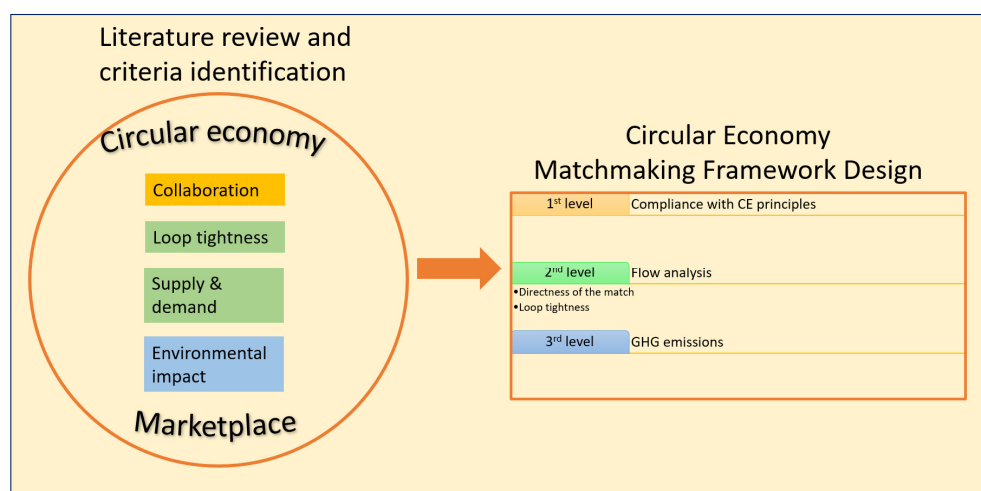 Literature review and
criteria identification
Circular economy
Collaboration
Loop tightness
Supply &
demand
Environmental
impact
Marketplace
Circular Economy
Matchmaking Framework Design
1st level
Compliance with CE principles
2nd level
Flow analysis
•Directness of the match
•Loop tightness
3rd level
GHG emissions